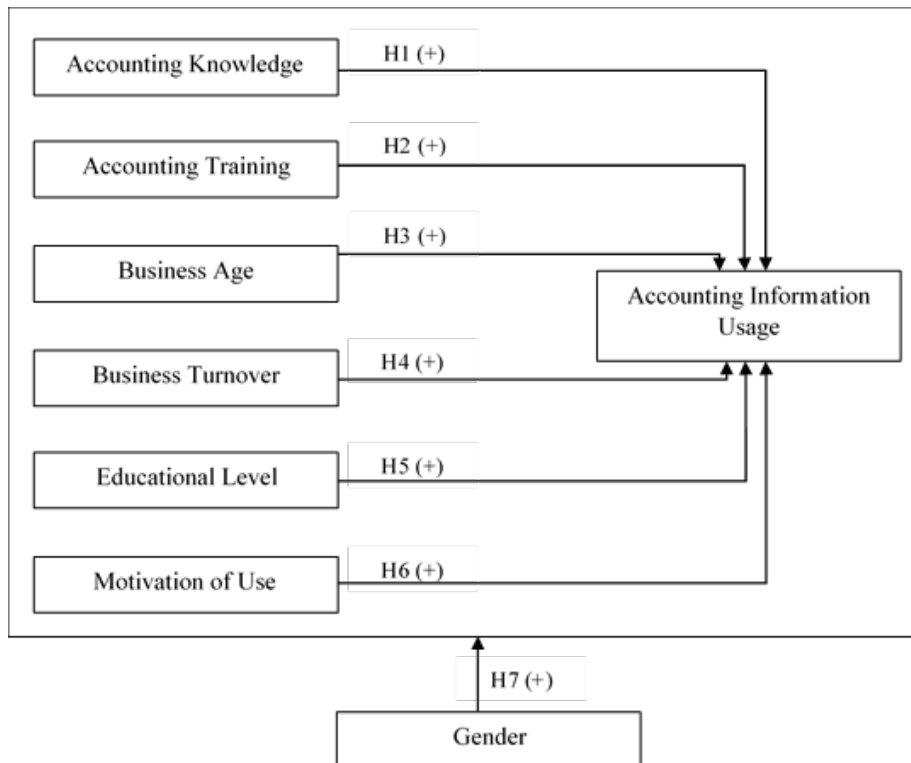 Accounting Knowledge
H1 (+)
Accounting Training
H2 (+)
Business Age
H3 (+)
Accounting Information
Usage
Business Turnover
H4 (+)
Educational Level
H5 (+)
Motivation of Use
H6 (+)
H7 (+)
Gender